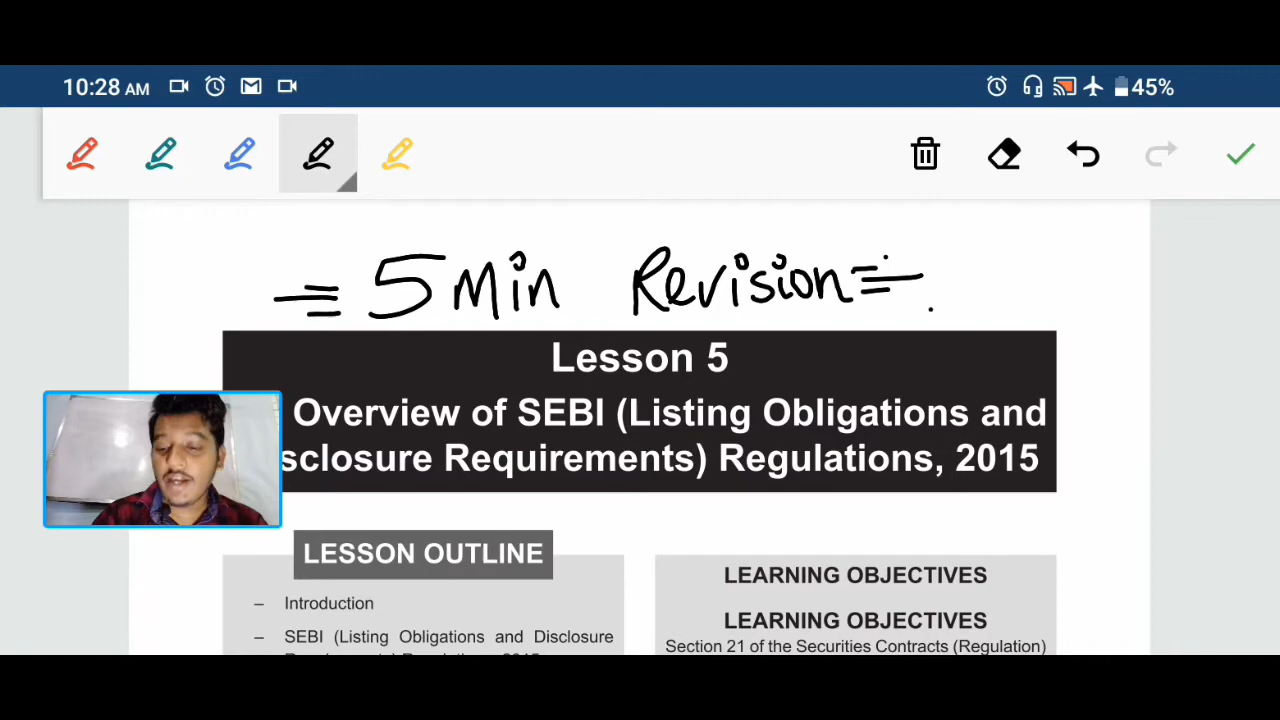 10:28 AM 45%
= 5 Min Revision =
Lesson 5
Overview of SEBI (Listing Obligations and
sclosure Requirements) Regulations, 2015
LESSON OUTLINE
– Introduction
– SEBI (Listing Obligations and Disclosure
LEARNING OBJECTIVES
LEARNING OBJECTIVES
Section 21 of the Securities Contracts (Regulation)